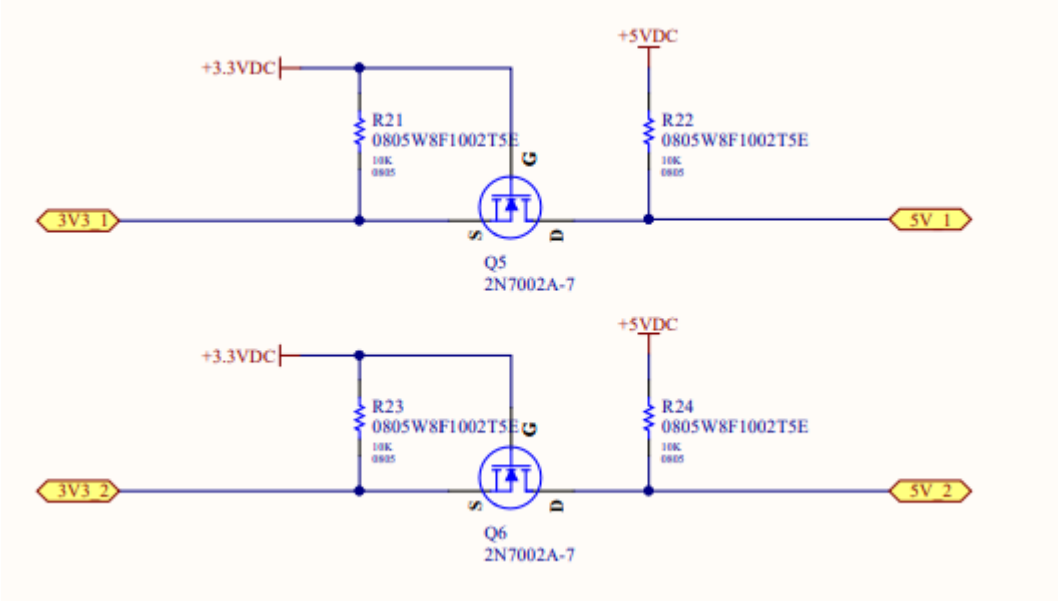 +5VDC
+3.3VDC
R21
0805W8F1002T5E
10K
0805
R22
0805W8F1002T5E
10K
0805
G
3V3_1
S
D
5V_1
Q5
2N7002A-7
+5VDC
+3.3VDC
R23
0805W8F1002T5E
10K
0805
R24
0805W8F1002T5E
10K
0805
G
3V3_2
S
D
5V_2
Q6
2N7002A-7